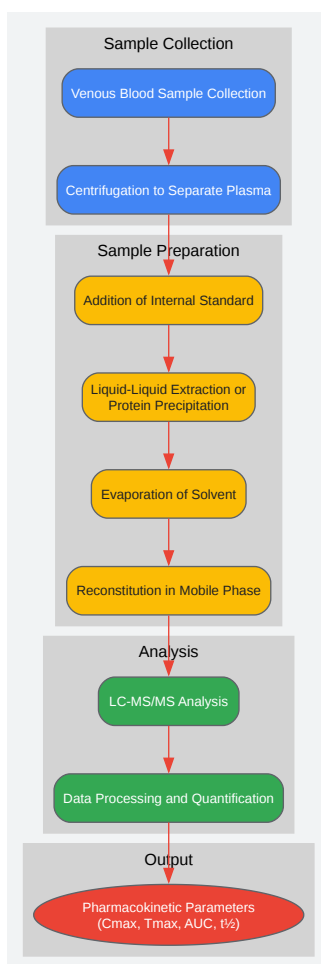 Sample Collection
Venous Blood Sample Collection
Centrifugation to Separate Plasma
Sample Preparation
Addition of Internal Standard
Liquid-Liquid Extraction or
Protein Precipitation
Evaporation of Solvent
Reconstitution in Mobile Phase
Analysis
LC-MS/MS Analysis
Data Processing and Quantification
Output
Pharmacokinetic Parameters
(Cmax, Tmax, AUC, t½)